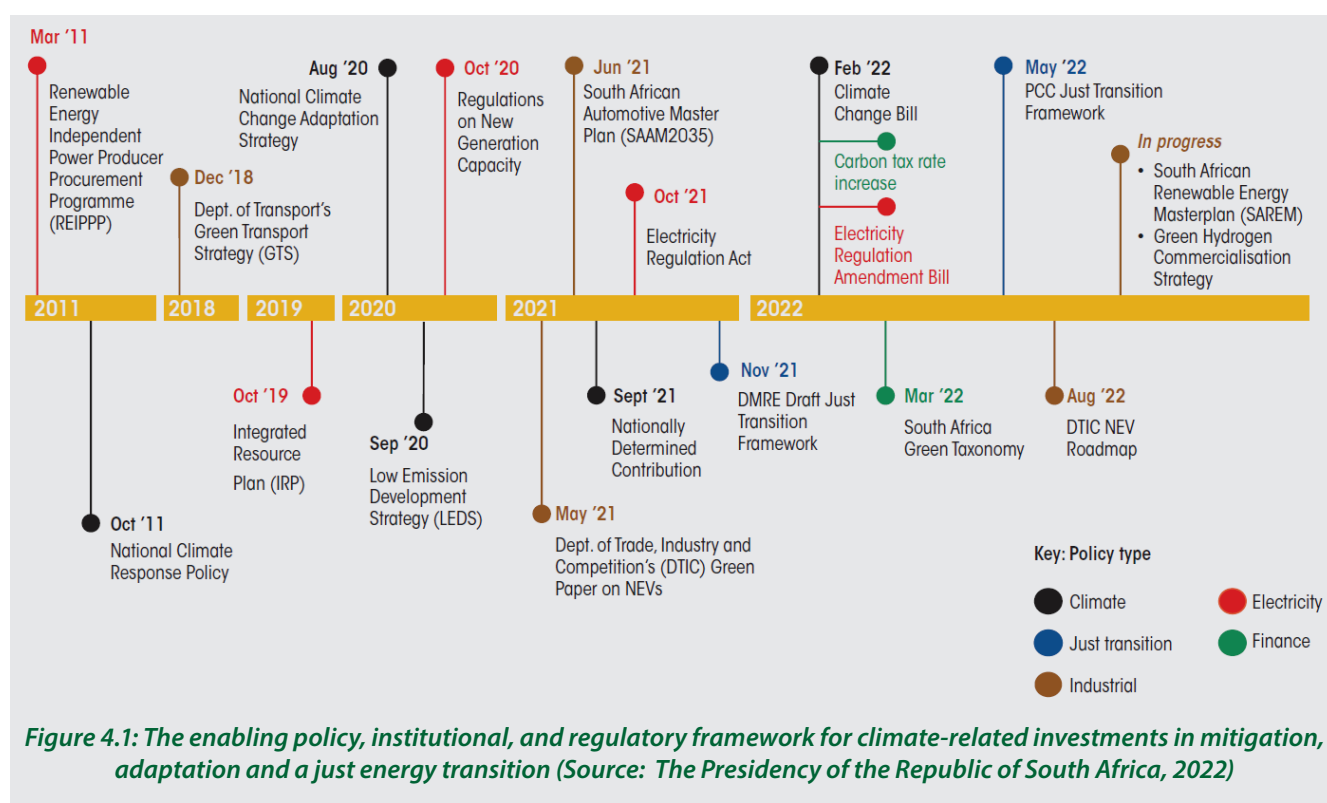 Mar '11
Renewable
Energy
Independent
Power Producer
Procurement
Programme
(REIPPP)
Dec '18
Dept. of Transport's
Green Transport
Strategy (GTS)
Aug '20
National Climate
Change Adaptation
Strategy
Oct '20
Regulations
on New
Generation
Capacity
Jun '21
South African
Automotive Master
Plan (SAAM2035)
Oct '21
Electricity
Regulation Act
Feb '22
Climate
Change Bill
Carbon tax rate
increase
Electricity
Regulation
Amendment Bill
May '22
PCC Just Transition
Framework
In progress
• South African
Renewable Energy
Masterplan (SAREM)
• Green Hydrogen
Commercialisation
Strategy
2011
2018
2019
2020
2021
2022
Oct '11
National Climate
Response Policy
Oct '19
Integrated
Resource
Plan (IRP)
Sep '20
Low Emission
Development
Strategy (LEDS)
May '21
Dept. of Trade, Industry and
Competition's (DTIC) Green
Paper on NEVs
Sept '21
Nationally
Determined
Contribution
Nov '21
DMRE Draft Just
Transition
Framework
Mar '22
South Africa
Green Taxonomy
Aug '22
DTIC NEV
Roadmap
Key: Policy type
Climate
Electricity
Just transition
Finance
Industrial
Figure 4.1: The enabling policy, institutional, and regulatory framework for climate-related investments in mitigation,
adaptation and a just energy transition (Source: The Presidency of the Republic of South Africa, 2022)